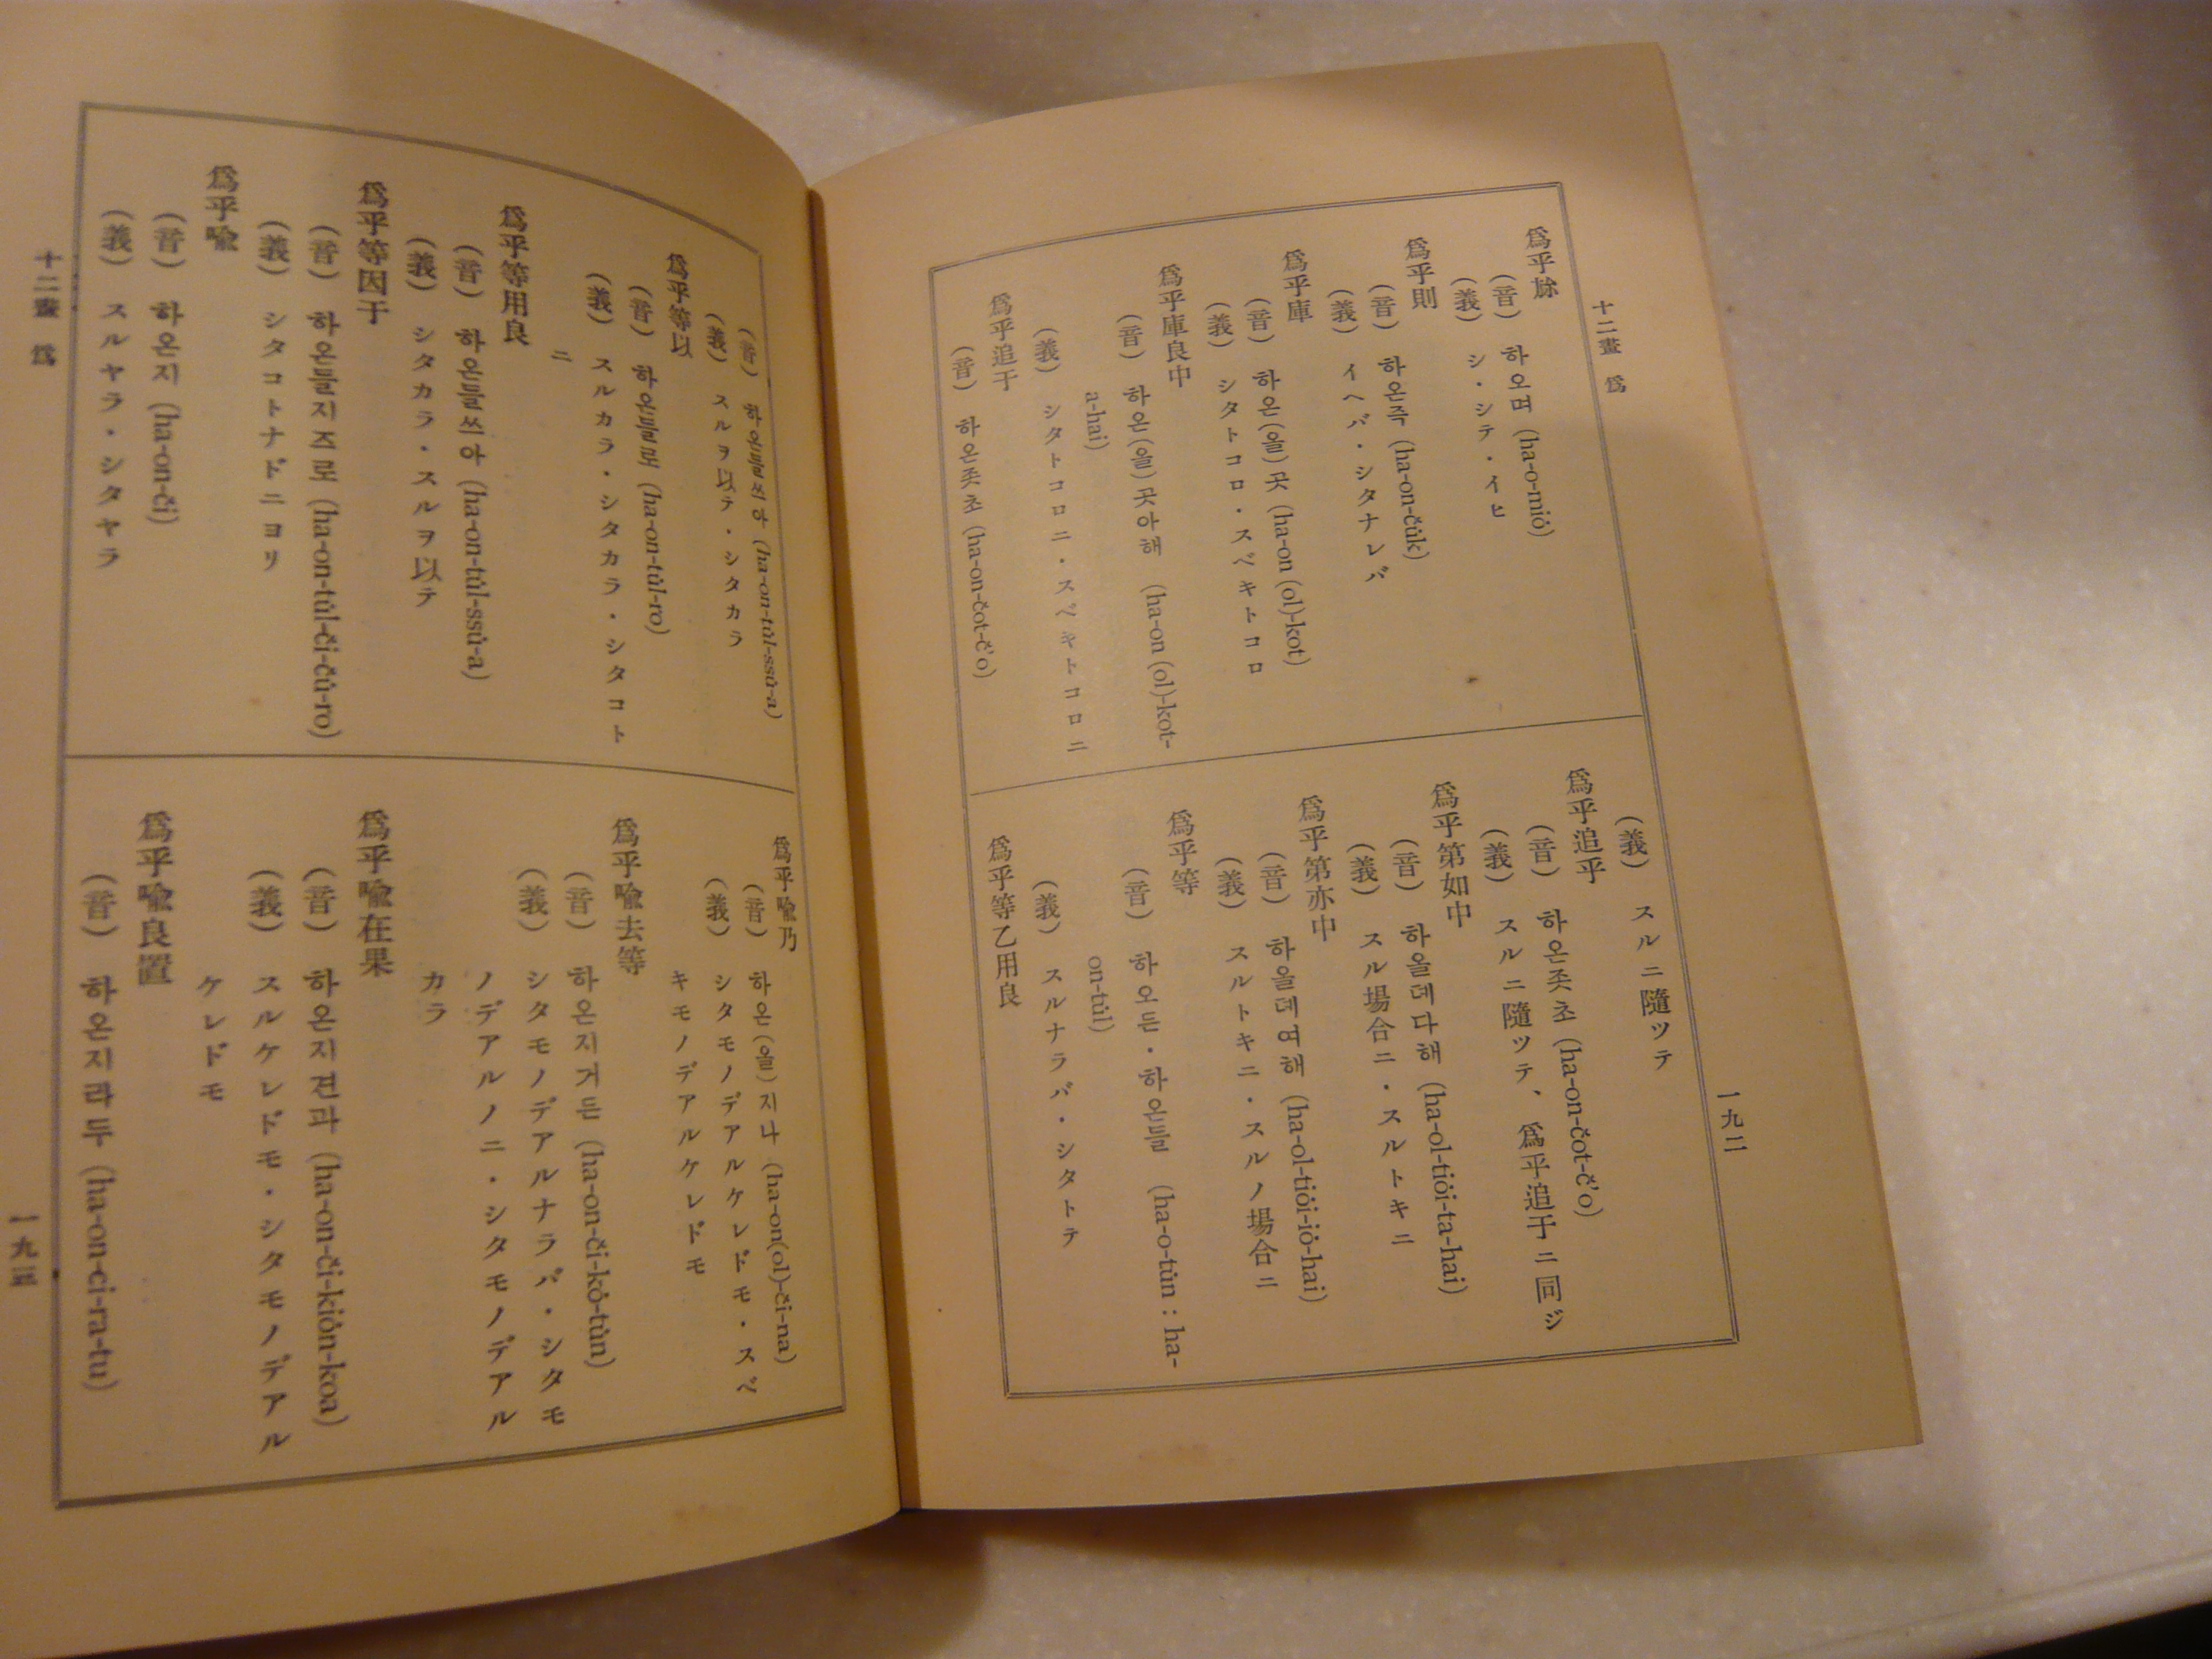 十二畫 爲
一九二
爲乎㫆
(音) 하오며 (ha-o-miö)
(義) シ・シテ・イヒ
爲乎則
(音) 하온즉 (ha-on-čŭk)
(義) イヘバ・シタナレバ
爲乎庫
(音) 하온(올)곳 (ha-on (ol)-kot)
(義) シタトコロ・スベキトコロ
爲乎庫良中
(音) 하온(올)곳아해 (ha-on (ol)-kot-
a-hai)
(義) シタトコロニ・スベキトコロニ
爲乎追于
(音) 하온좃초 (ha-on-čot-č'o)
(義) スルニ隨ツテ
爲乎追乎
(音) 하온좃초 (ha-on-čot-č'o)
(義) スルニ隨ツテ、爲乎追于ニ同ジ
爲乎第如中
(音) 하올뎨다해 (ha-ol-tiöi-ta-hai)
(義) スル場合ニ・スルトキニ
爲乎第亦中
(音) 하올뎨여해 (ha-ol-tiöi-iö-hai)
(義) スルトキニ・スルノ場合ニ
爲乎等
(音) 하오든・하온들 (ha-o-tŭn : ha-
on-tŭl)
(義) スルナラバ・シタトテ
爲乎等乙用良
(音) 하온들쓰아 (ha-on-tŭl-ssŭ-a)
(義) スルヲ以テ・シタカラ
爲乎等以
(音) 하온들로 (ha-on-tŭl-ro)
(義) スルカラ・シタカラ・シタコト
ニ
爲乎等用良
(音) 하온들쓰아 (ha-on-tŭl-ssŭ-a)
(義) シタカラ・スルヲ以テ
爲乎等因于
(音) 하온들지즈로 (ha-on-tŭl-či-čŭ-ro)
(義) シタコトナドニヨリ
爲乎喩
(音) 하온지 (ha-on-či)
(義) スルヤラ・シタヤラ
爲乎喩乃
(音) 하온(올)지나 (ha-on(ol)-či-na)
(義) シタモノデアルケレドモ・スベ
キモノデアルケレドモ
爲乎喩去等
(音) 하온지거든 (ha-on-či-kŏ-tŭn)
(義) シタモノデアルナラバ・シタモ
ノデアルノニ・シタモノデアル
カラ
爲乎喩在果
(音) 하온지견과 (ha-on-či-kiön-koa)
(義) スルケレドモ・シタモノデアル
ケレドモ
爲乎喩良置
(音) 하온지라두 (ha-on-ci-ra-tu)
十二畫 爲
一九三